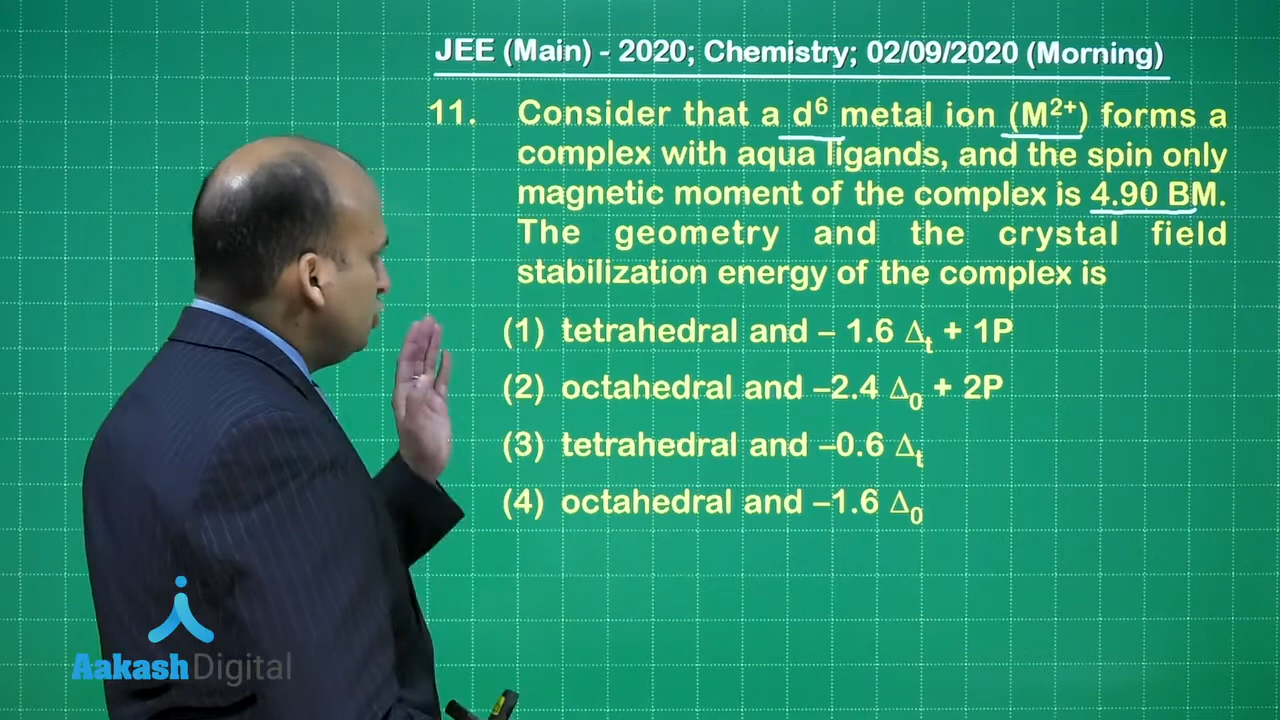 JEE (Main) - 2020; Chemistry; 02/09/2020 (Morning)
11. Consider that a d⁶ metal ion (M²⁺) forms a
complex with aqua ligands, and the spin only
magnetic moment of the complex is 4.90 BM.
The geometry and the crystal field
stabilization energy of the complex is
(1) tetrahedral and – 1.6 Δₜ + 1P
(2) octahedral and –2.4 Δ₀ + 2P
(3) tetrahedral and –0.6 Δₜ
(4) octahedral and –1.6 Δ₀
Aakash Digital